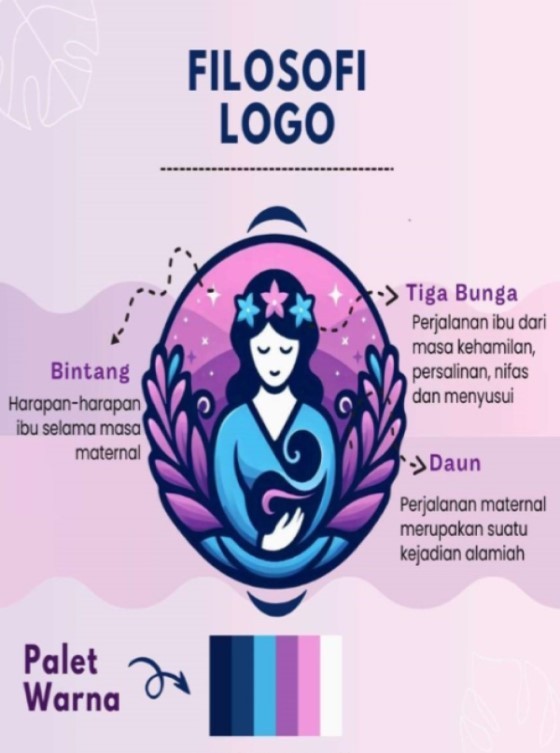 FILOSOFI
LOGO
Tiga Bunga
Perjalanan ibu dari
masa kehamilan,
persalinan, nifas
dan menyusui
Bintang
Harapan-harapan
ibu selama masa
maternal
Daun
Perjalanan maternal
merupakan suatu
kejadian alamiah
Palet
Warna